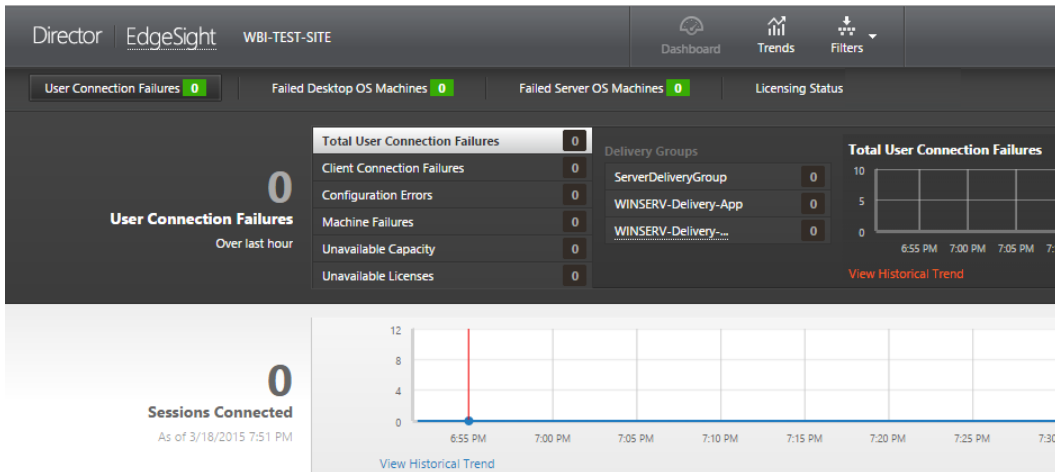 Director EdgeSight WBI-TEST-SITE Dashboard Trends Filters
User Connection Failures 0 Failed Desktop OS Machines 0 Failed Server OS Machines 0 Licensing Status
0
User Connection Failures
Over last hour
Total User Connection Failures 0
Client Connection Failures 0
Configuration Errors 0
Machine Failures 0
Unavailable Capacity 0
Unavailable Licenses 0
Delivery Groups
ServerDeliveryGroup 0
WINSERV-Delivery-App 0
WINSERV-Delivery-... 0
Total User Connection Failures
10
5
0
6:55 PM 7:00 PM 7:05 PM 7:
View Historical Trend
0
Sessions Connected
As of 3/18/2015 7:51 PM
12
8
4
0
6:55 PM 7:00 PM 7:05 PM 7:10 PM 7:15 PM 7:20 PM 7:25 PM 7:30
View Historical Trend